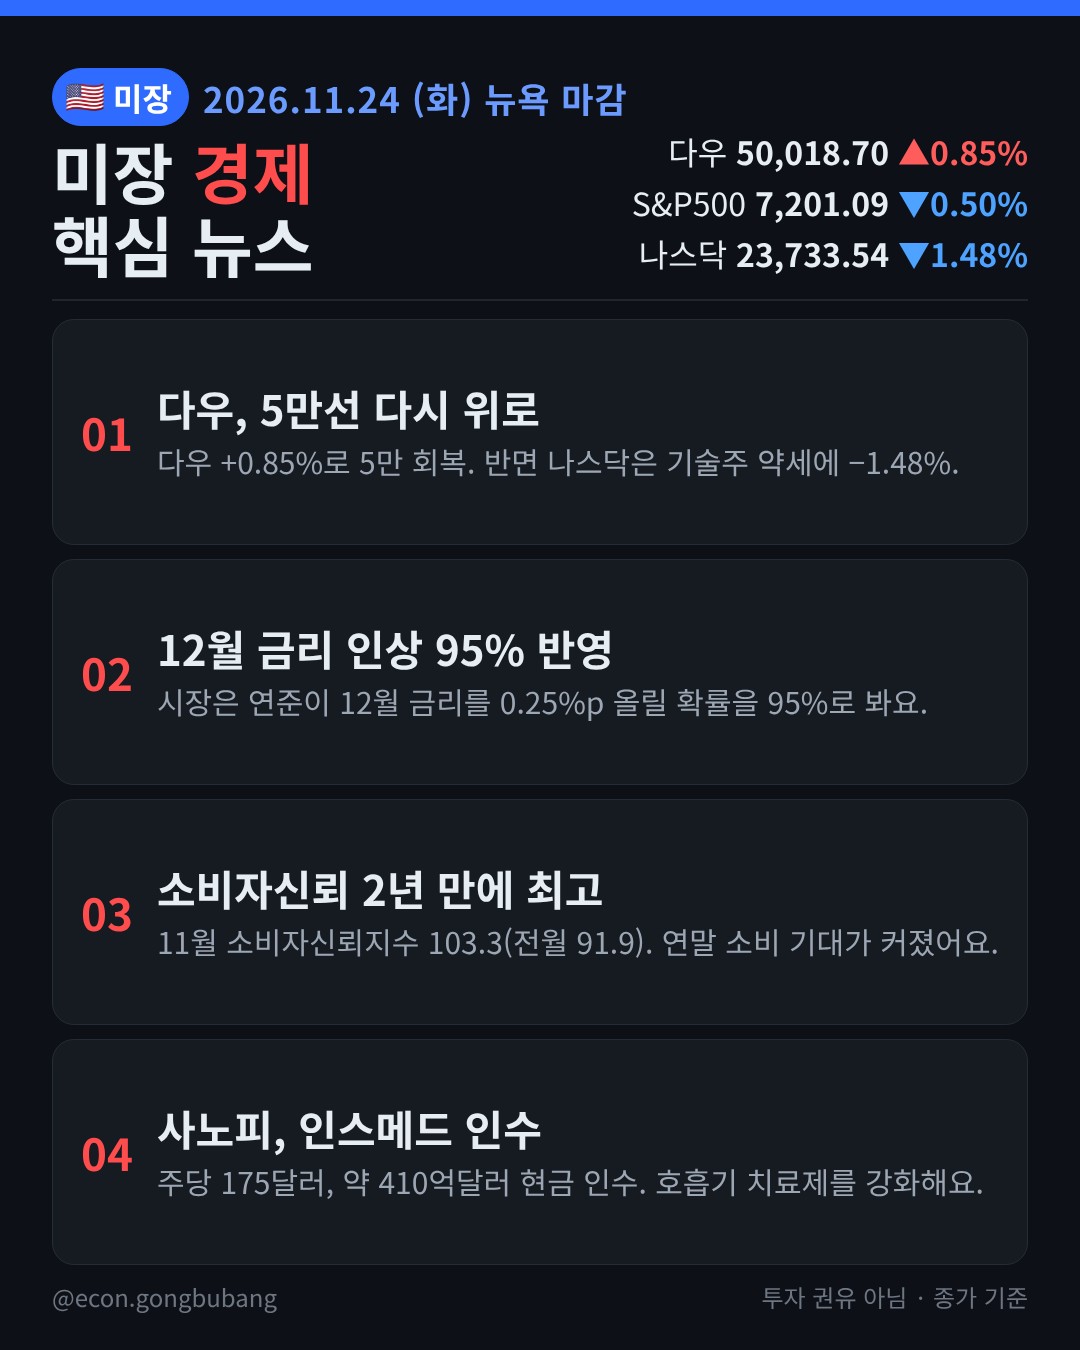 🇺🇸 미장 2026.11.24 (화) 뉴욕 마감
미장 경제
핵심 뉴스
다우 50,018.70 ▲0.85%
S&P500 7,201.09 ▼0.50%
나스닥 23,733.54 ▼1.48%
01
다우, 5만선 다시 위로
다우 +0.85%로 5만 회복. 반면 나스닥은 기술주 약세에 −1.48%.
02
12월 금리 인상 95% 반영
시장은 연준이 12월 금리를 0.25%p 올릴 확률을 95%로 봐요.
03
소비자신뢰 2년 만에 최고
11월 소비자신뢰지수 103.3(전월 91.9). 연말 소비 기대가 커졌어요.
04
사노피, 인스메드 인수
주당 175달러, 약 410억달러 현금 인수. 호흡기 치료제를 강화해요.
@econ.gongbubang
투자 권유 아님 · 종가 기준